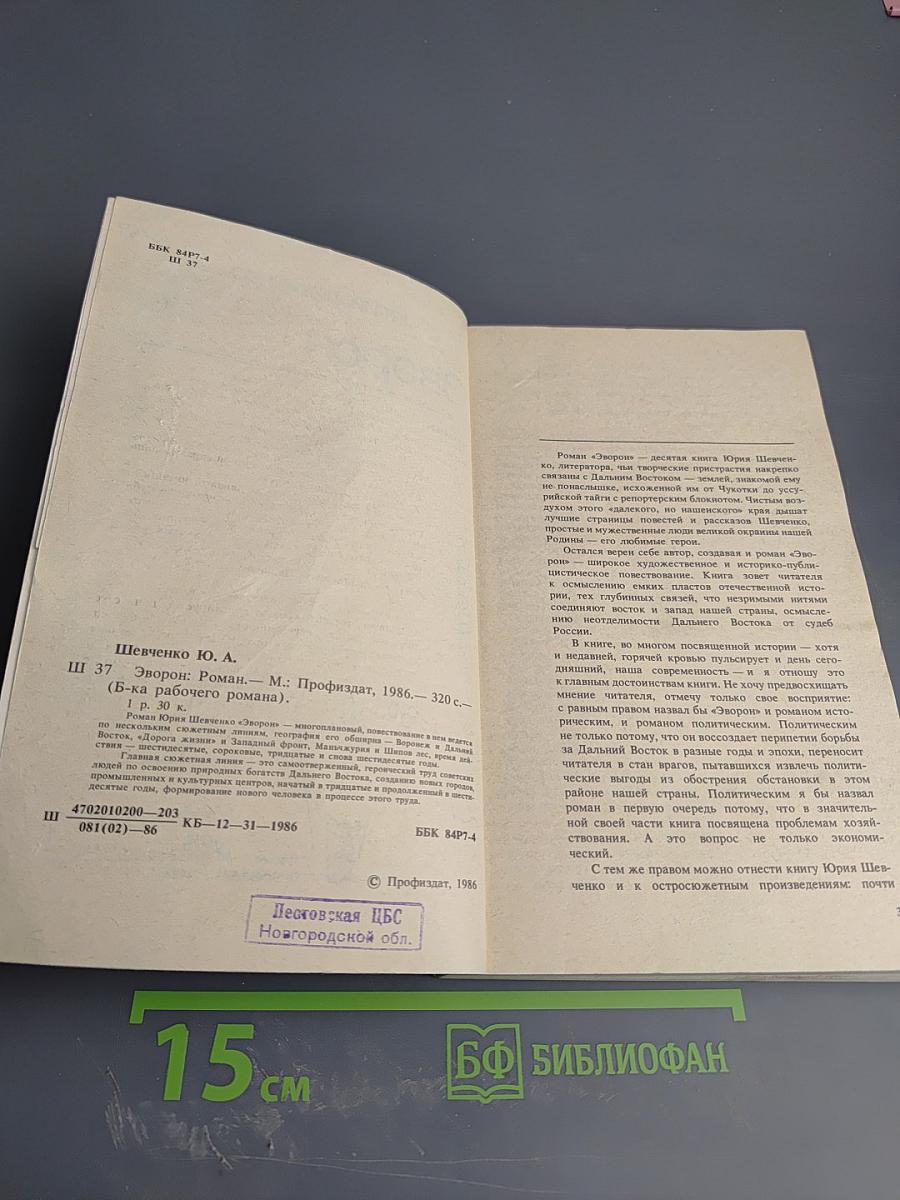 ББК 84Р7-4
Ш 37
Шевченко Ю. А.
Ш 37 Эворон: Роман.— М.: Профиздат, 1986.— 320 с.—
(Б-ка рабочего романа).
1 р. 30 к.
Роман Юрия Шевченко «Эворон» — многоплановый, повествование в нем ведется
по нескольким сюжетным линиям, география его обширна — Воронеж и Дальний
Восток, «Дорога жизни» и Западный фронт, Маньчжурия и Шипов лес, время дей-
ствия — шестидесятые, сороковые, тридцатые и снова шестидесятые годы.
Главная сюжетная линия — это самоотверженный, героический труд советских
людей по освоению природных богатств Дальнего Востока, созданию новых городов,
промышленных и культурных центров, начатый в тридцатые и продолженный в шести-
десятые годы, формирование нового человека в процессе этого труда.
Ш 4702010200—203
081(02)—86 КБ—12—31—1986
ББК 84Р7-4
© Профиздат, 1986
Пестовская ЦБС
Новгородской обл.
Роман «Эворон» — десятая книга Юрия Шевчен-
ко, литератора, чьи творческие пристрастия накрепко
связаны с Дальним Востоком — землей, знакомой ему
не понаслышке, исхоженной им от Чукотки до уссу-
рийской тайги с репортерским блокнотом. Чистым воз-
духом этого «далекого, но нашенского» края дышат
лучшие страницы повестей и рассказов Шевченко,
простые и мужественные люди великой окраины нашей
Родины — его любимые герои.
Остался верен себе автор, создавая и роман «Эво-
рон» — широкое художественное и историко-публи-
цистическое повествование. Книга зовет читателя
к осмыслению емких пластов отечественной исто-
рии, тех глубинных связей, что незримыми нитями
соединяют восток и запад нашей страны, осмысле-
нию неотделимости Дальнего Востока от судеб
России.
В книге, во многом посвященной истории — хотя
и недавней, горячей кровью пульсирует и день сего-
дняшний, наша современность — и я отношу это
к главным достоинствам книги. Не хочу предвосхищать
мнение читателя, отмечу только свое восприятие:
с равным правом назвал бы «Эворон» и романом исто-
рическим, и романом политическим. Политическим
не только потому, что он воссоздает перипетии борьбы
за Дальний Восток в разные годы и эпохи, переносит
читателя в стан врагов, пытавшихся извлечь полити-
ческие выгоды из обострения обстановки в этом
районе нашей страны. Политическим я бы назвал
роман в первую очередь потому, что в значитель-
ной своей части книга посвящена проблемам хозяй-
ствования. А это вопрос не только экономи-
ческий.
С тем же правом можно отнести книгу Юрия Шев-
ченко и к остросюжетным произведениям: почти
15 см
БФ БИБЛИОФАН